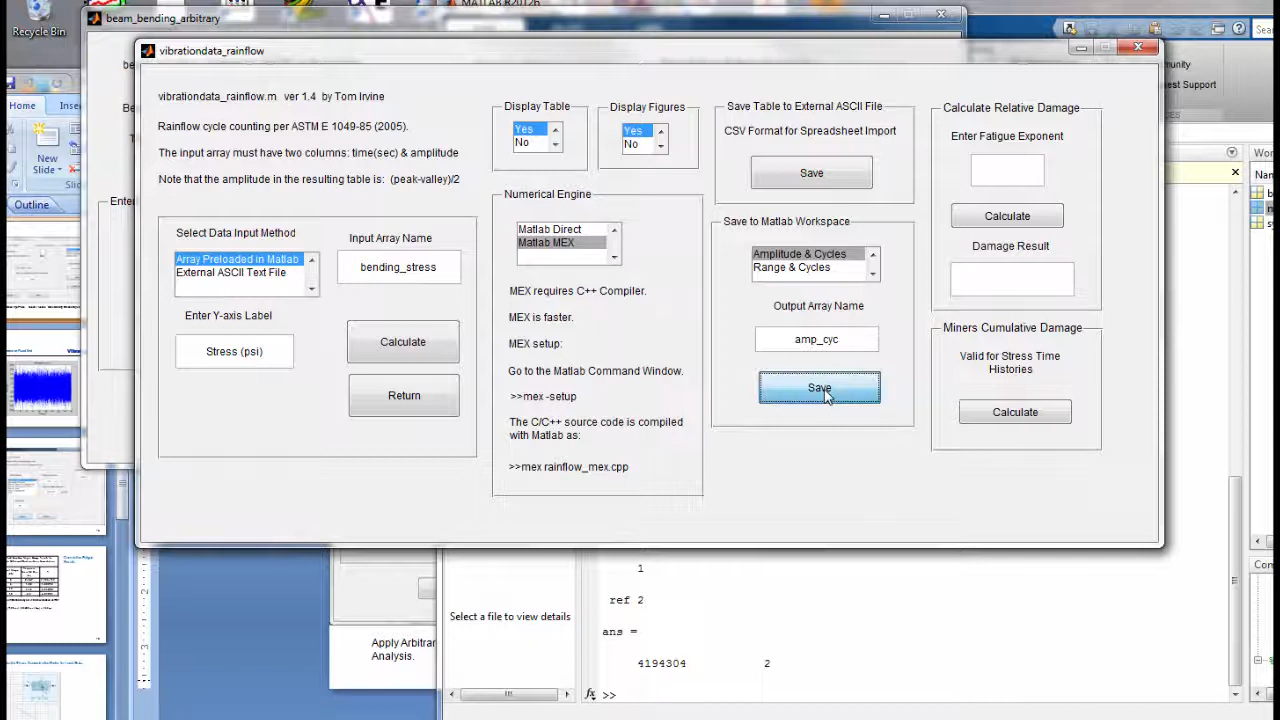 MATLAB R2012b
Recycle Bin
beam_bending_arbitrary
vibrationdata_rainflow
vibrationdata_rainflow.m ver 1.4 by Tom Irvine
Rainflow cycle counting per ASTM E 1049-85 (2005).
The input array must have two columns: time(sec) & amplitude
Note that the amplitude in the resulting table is: (peak-valley)/2
Select Data Input Method
Array Preloaded in Matlab
External ASCII Text File
Input Array Name
bending_stress
Enter Y-axis Label
Stress (psi)
Calculate
Return
Display Table
Yes
No
Display Figures
Yes
No
Numerical Engine
Matlab Direct
Matlab MEX
MEX requires C++ Compiler.
MEX is faster.
MEX setup:
Go to the Matlab Command Window.
>>mex -setup
The C/C++ source code is compiled
with Matlab as:
>>mex rainflow_mex.cpp
Save Table to External ASCII File
CSV Format for Spreadsheet Import
Save
Save to Matlab Workspace
Amplitude & Cycles
Range & Cycles
Output Array Name
amp_cyc
Save
Calculate Relative Damage
Enter Fatigue Exponent
Calculate
Damage Result
Miners Cumulative Damage
Valid for Stress Time
Histories
Calculate
Home
Inser
New
Slide
Outline
Enter
Apply Arbitrar
Analysis.
Select a file to view details
1
ref 2
ans =
4194304 2
fx >>